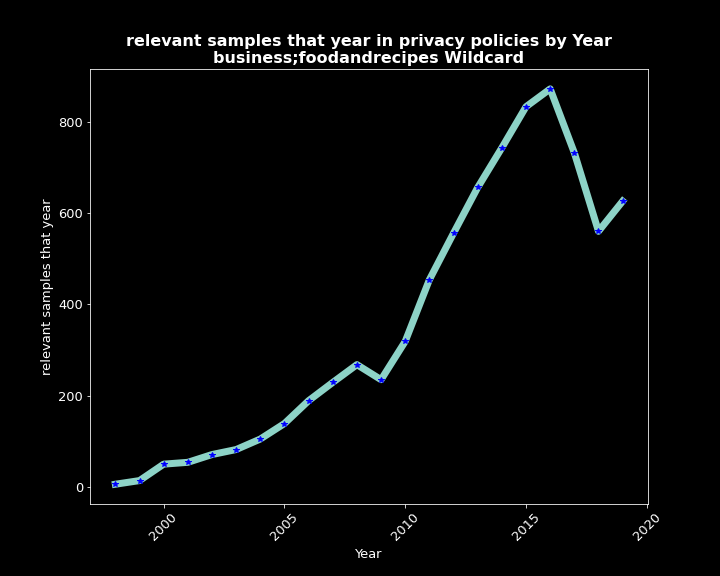 relevant samples that year in privacy policies by Year
business;foodandrecipes Wildcard
relevant samples that year
800
600
400
200
0
2000
2005
2010
2015
2020
Year